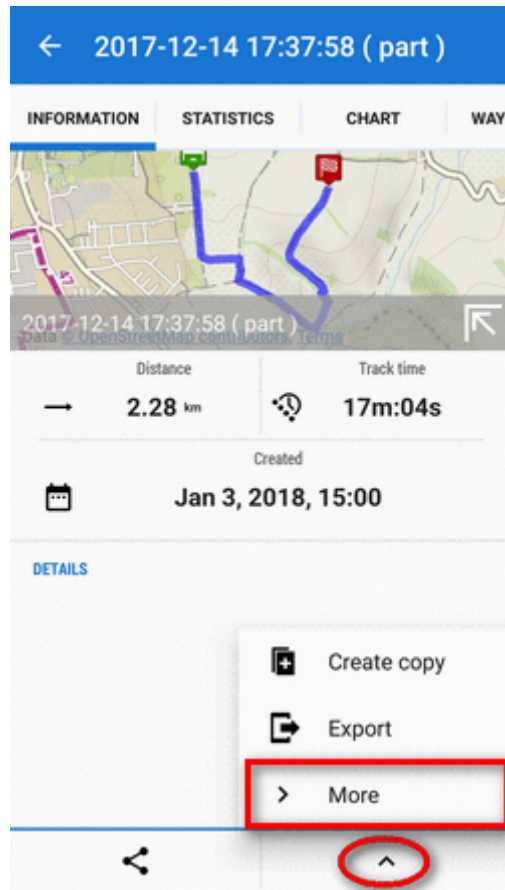 2017-12-14 17:37:58 ( part )
INFORMATION STATISTICS CHART WAY
47
2017-12-14 17:37:58 ( part )
Data © OpenStreetMap contributors, Terms
Distance Track time
2.28 km 17m:04s
Created
Jan 3, 2018, 15:00
DETAILS
Create copy
Export
More